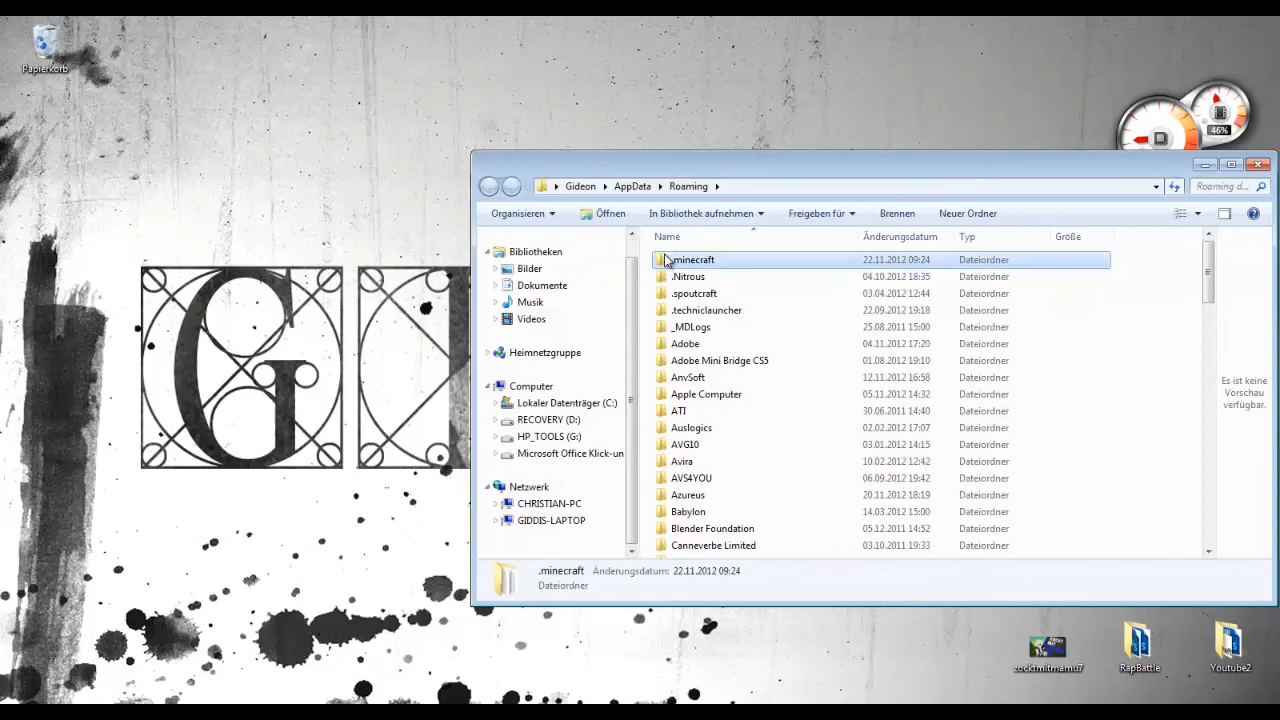 Papierkorb
46%
Gideon AppData Roaming
Roaming d...
Organisieren Öffnen In Bibliothek aufnehmen Freigeben für Brennen Neuer Ordner
Name Änderungsdatum Typ Größe
Bibliotheken
Bilder
Dokumente
Musik
Videos
Heimnetzgruppe
Computer
Lokaler Datenträger (C:)
RECOVERY (D:)
HP_TOOLS (G:)
Microsoft Office Klick-un
Netzwerk
CHRISTIAN-PC
GIDDIS-LAPTOP
.minecraft 22.11.2012 09:24 Dateiordner
.Nitrous 04.10.2012 18:35 Dateiordner
.spoutcraft 03.04.2012 12:44 Dateiordner
.techniclauncher 22.09.2012 19:18 Dateiordner
_MDLogs 25.08.2011 15:00 Dateiordner
Adobe 04.11.2012 17:20 Dateiordner
Adobe Mini Bridge CS5 01.08.2012 19:10 Dateiordner
AnvSoft 12.11.2012 16:58 Dateiordner
Apple Computer 05.11.2012 14:32 Dateiordner
ATI 30.06.2011 14:40 Dateiordner
Auslogics 02.02.2012 17:07 Dateiordner
AVG10 03.01.2012 14:15 Dateiordner
Avira 10.02.2012 12:42 Dateiordner
AVS4YOU 06.09.2012 19:42 Dateiordner
Azureus 20.11.2012 18:19 Dateiordner
Babylon 14.03.2012 15:00 Dateiordner
Blender Foundation 05.12.2011 14:52 Dateiordner
Canneverbe Limited 03.10.2011 19:33 Dateiordner
Es ist keine
Vorschau
verfügbar.
.minecraft Änderungsdatum: 22.11.2012 09:24
Dateiordner
G
zocktmitmamu7
RapBattle
Youtube2